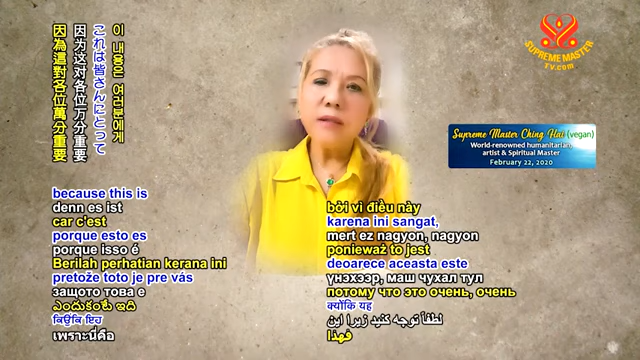 이 내용은 여러분에게
これは皆さんにとって
因为这对各位万分重要
因為這對各位萬分重要
SUPREME MASTER
TV.com
Supreme Master Ching Hai (vegan)
World-renowned humanitarian,
artist & Spiritual Master
February 22, 2020
because this is
denn es ist
car c'est
porque esto es
porque isso é
Berilah perhatian kerana ini
pretože toto je pre vás
защото това е
ఎందుకంటే ఇది
ਕਿਉਂਕਿ ਇਹ
เพราะนี่คือ
bởi vì điều này
karena ini sangat,
mert ez nagyon, nagyon
ponieważ to jest
deoarece aceasta este
үнэхээр, маш чухал тул
потому что это очень, очень
क्योंकि यह
لطفاً توجه کنید زیرا این
فهذا